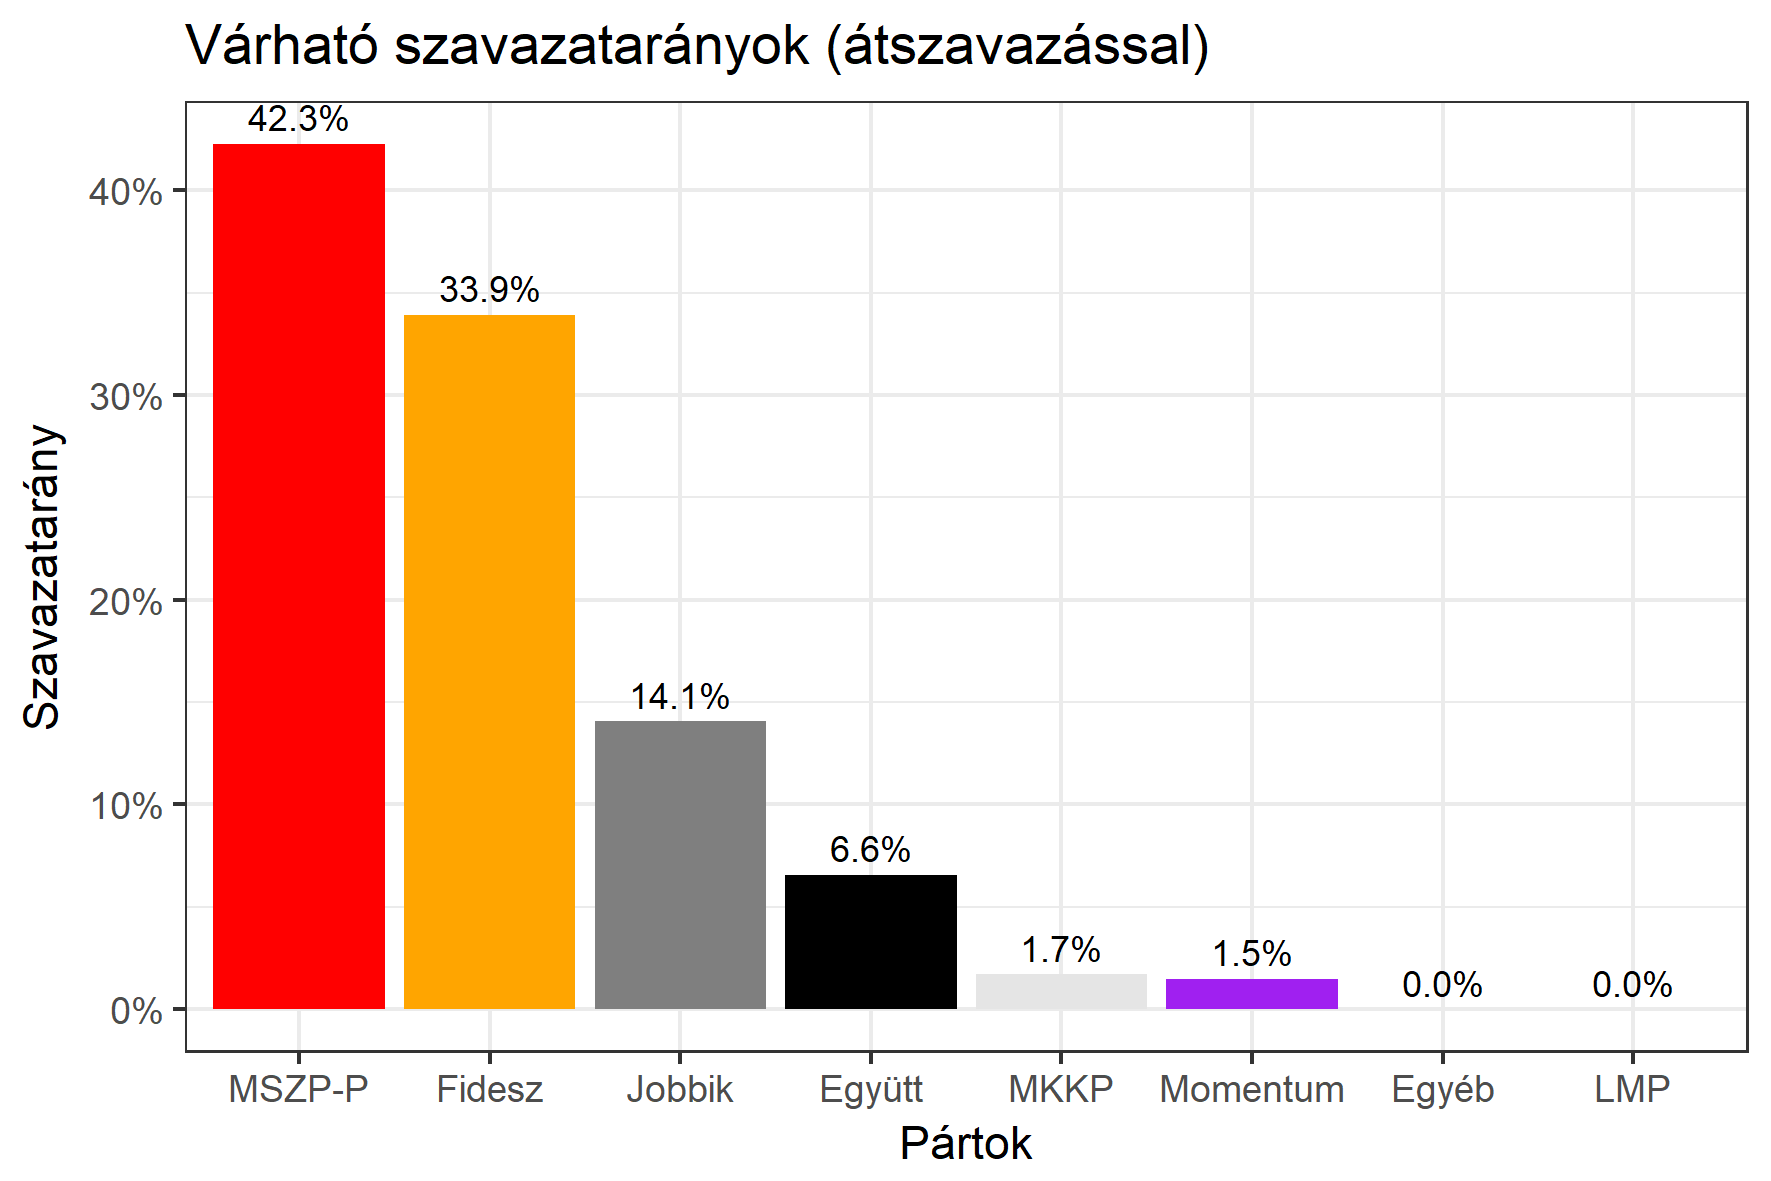 Várható szavazatarányok (átszavazással)
42.3%
33.9%
14.1%
6.6%
1.7%
1.5%
0.0%
0.0%
40%
30%
20%
10%
0%
Szavazatarány
MSZP-P
Fidesz
Jobbik
Együtt
MKKP
Momentum
Egyéb
LMP
Pártok